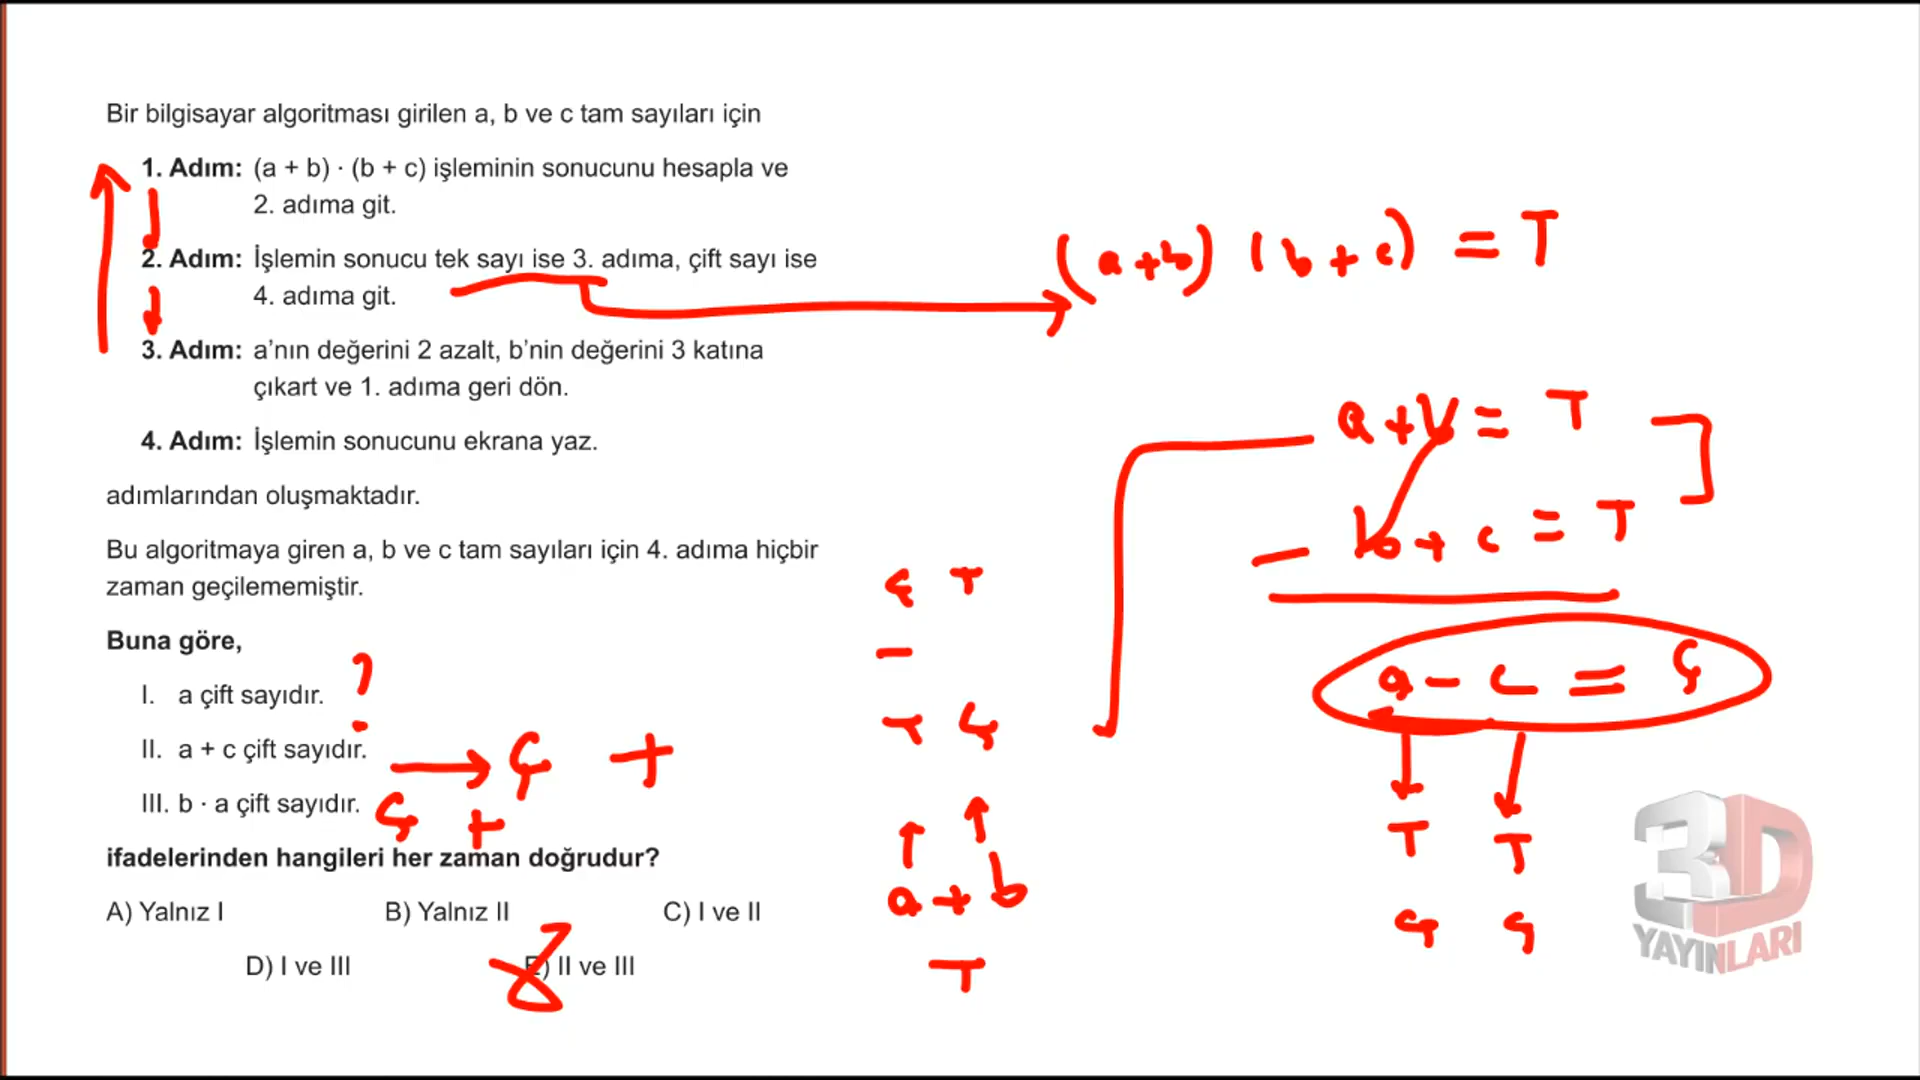 Bir bilgisayar algoritması girilen a, b ve c tam sayıları için
1. Adım: (a + b) · (b + c) işleminin sonucunu hesapla ve
2. adıma git.
2. Adım: İşlemin sonucu tek sayı ise 3. adıma, çift sayı ise
4. adıma git.
3. Adım: a’nın değerini 2 azalt, b’nin değerini 3 katına
çıkart ve 1. adıma geri dön.
4. Adım: İşlemin sonucunu ekrana yaz.
adımlarından oluşmaktadır.
Bu algoritmaya giren a, b ve c tam sayıları için 4. adıma hiçbir
zaman geçilememiştir.
Buna göre,
I. a çift sayıdır. ?
II. a + c çift sayıdır. Ç +
III. b · a çift sayıdır. Ç +
ifadelerinden hangileri her zaman doğrudur?
A) Yalnız I B) Yalnız II C) I ve II
D) I ve III E) II ve III
(a+b) (b+c) = T
a+b = T
- b+c = T
a - c = Ç
T T
Ç Ç
Ç T
-
T Ç
a + b
T
3D
YAYINLARI